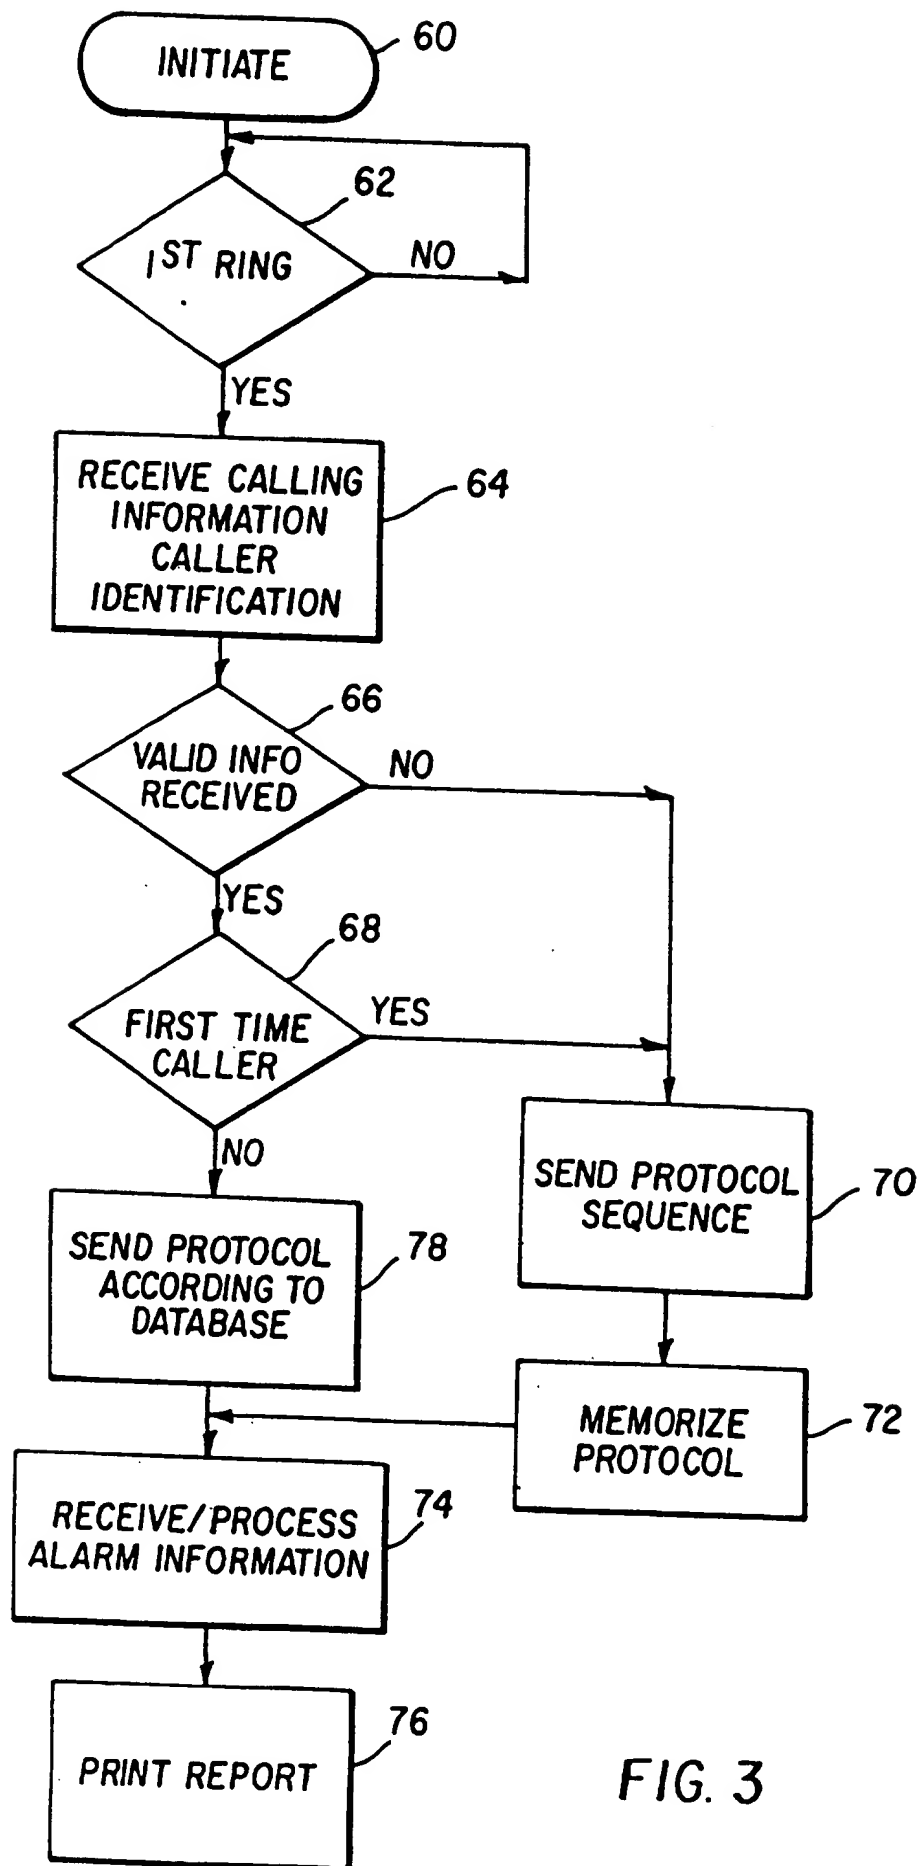 INITIATE
60
62
1ST RING
NO
YES
RECEIVE CALLING
INFORMATION
CALLER
IDENTIFICATION
64
66
VALID INFO
RECEIVED
NO
YES
68
FIRST TIME
CALLER
YES
NO
SEND PROTOCOL
SEQUENCE
70
SEND PROTOCOL
ACCORDING TO
DATABASE
78
MEMORIZE
PROTOCOL
72
RECEIVE/PROCESS
ALARM INFORMATION
74
PRINT REPORT
76
FIG. 3